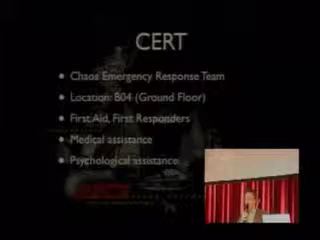 CERT
• Chaos Emergency Response Team
• Location: B04 (Ground Floor)
• First Aid, First Responders
• Medical assistance
• Psychological assistance